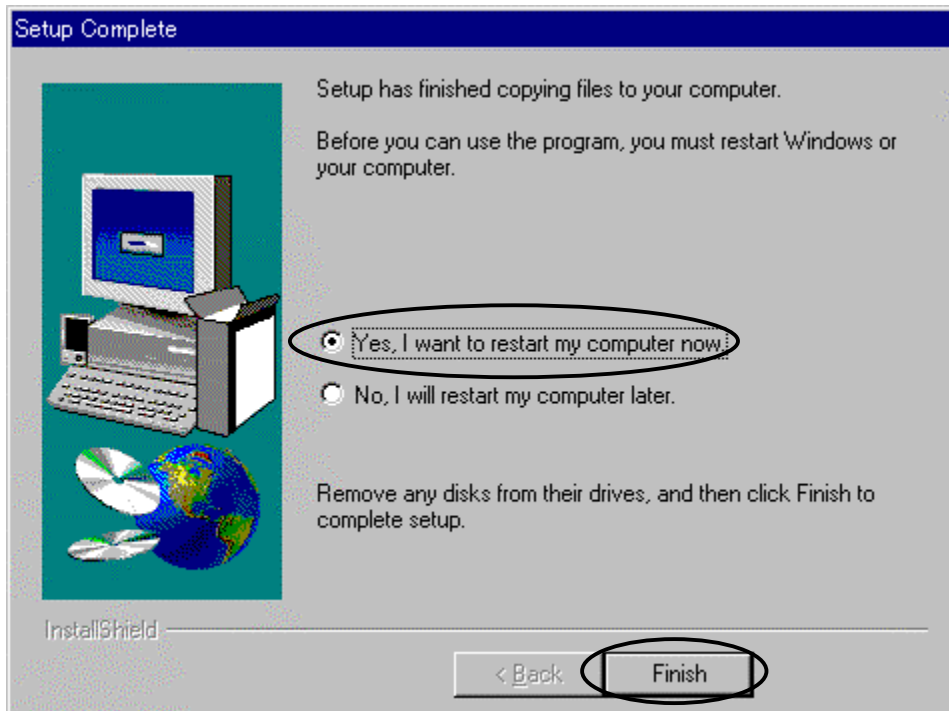 Setup Complete
Setup has finished copying files to your computer.
Before you can use the program, you must restart Windows or
your computer.
Yes, I want to restart my computer now.
No, I will restart my computer later.
Remove any disks from their drives, and then click Finish to
complete setup.
InstallShield
< Back
Finish